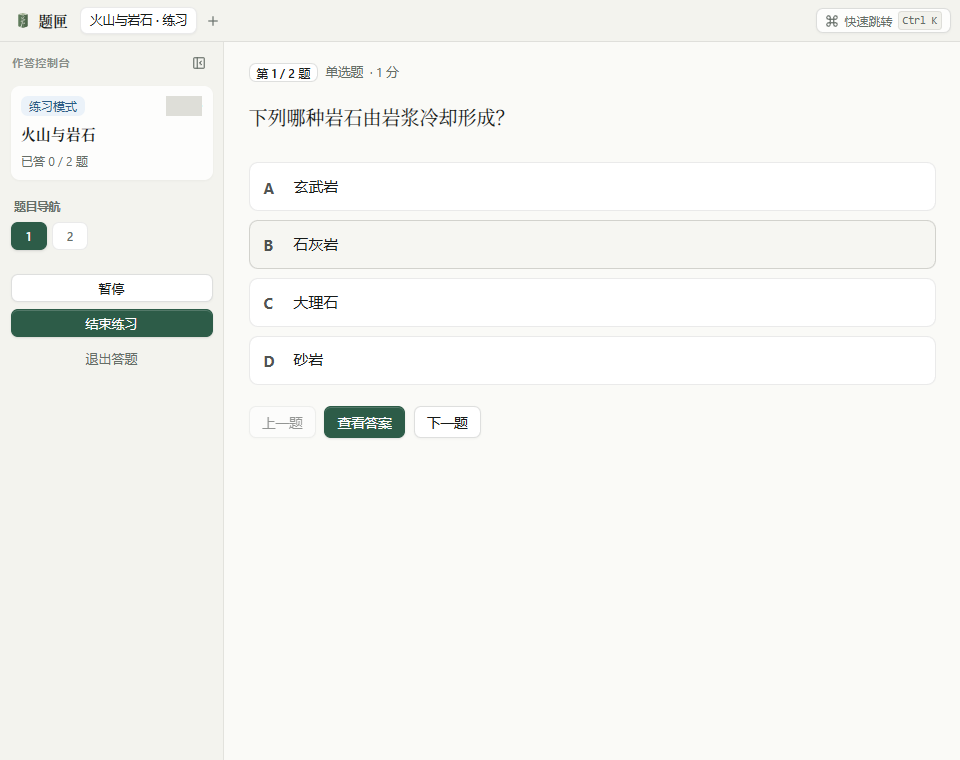 题匣
火山与岩石 · 练习
快速跳转 Ctrl K
作答控制台
练习模式
火山与岩石
已答 0 / 2 题
题目导航
1 2
暂停
结束练习
退出答题
第 1 / 2 题 单选题 · 1 分
下列哪种岩石由岩浆冷却形成?
A 玄武岩
B 石灰岩
C 大理石
D 砂岩
上一题 查看答案 下一题